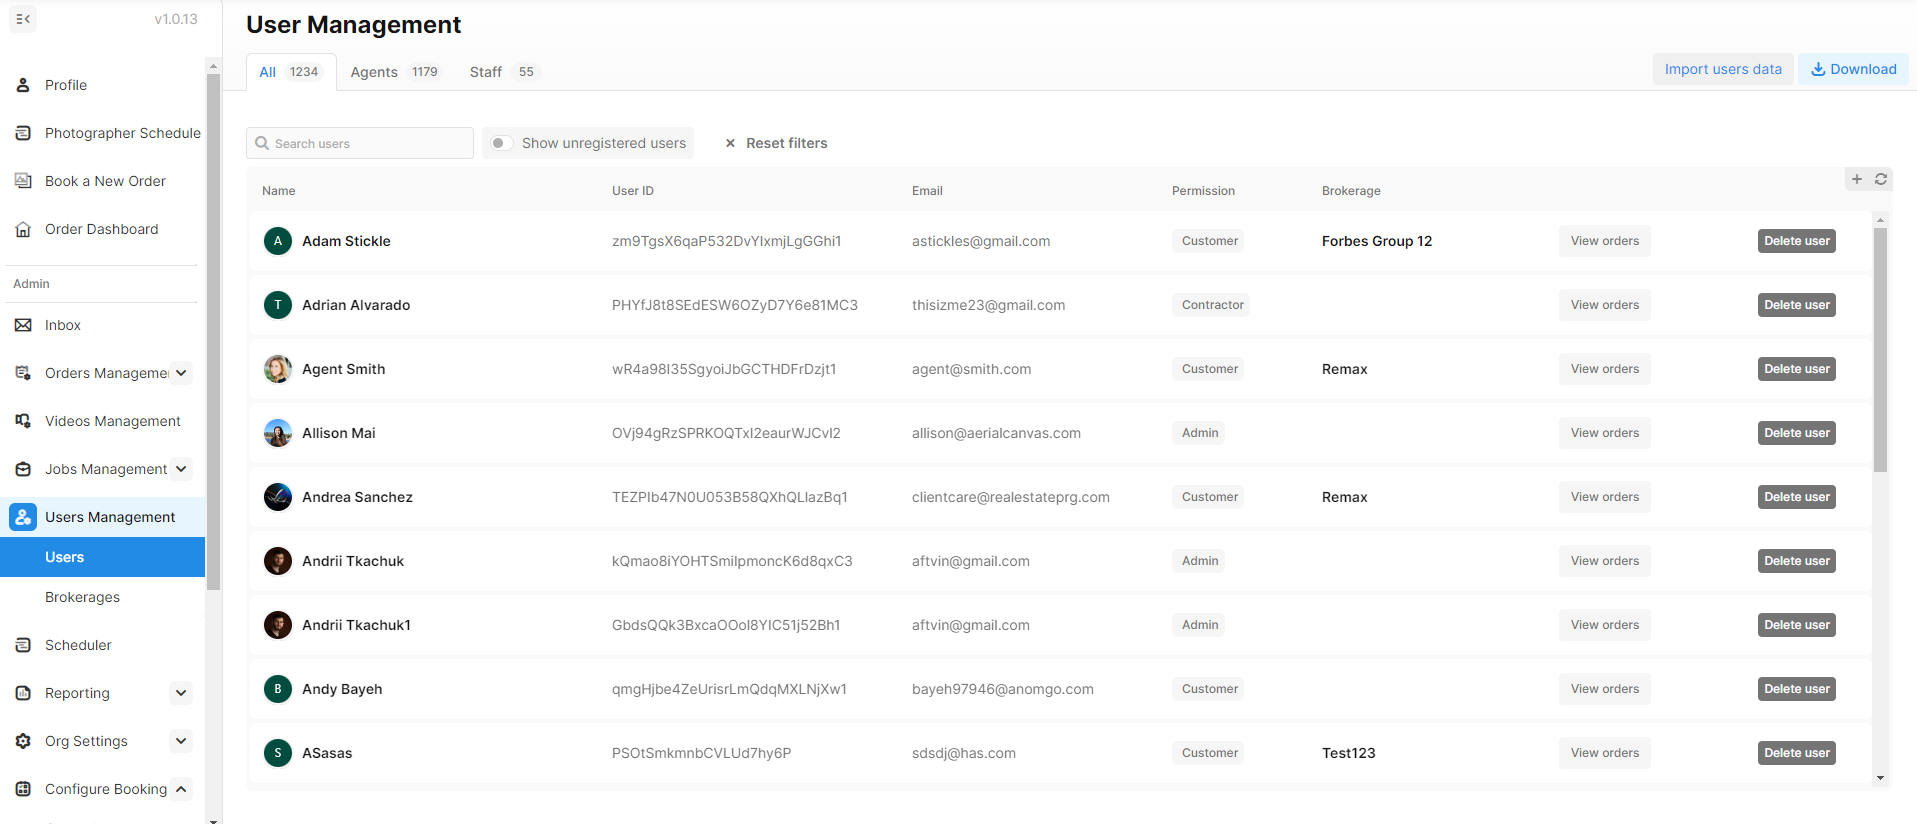 v1.0.13
User Management
All 1234 Agents 1179 Staff 55
Import users data Download
Profile
Photographer Schedule
Book a New Order
Order Dashboard
Admin
Inbox
Orders Managemen
Videos Management
Jobs Management
Users Management
Users
Brokerages
Scheduler
Reporting
Org Settings
Configure Booking
Search users Show unregistered users Reset filters
Name User ID Email Permission Brokerage
A Adam Stickle zm9TgsX6qaP532DvYIxmjLgGGhi1 astickles@gmail.com Customer Forbes Group 12 View orders Delete user
T Adrian Alvarado PHYfJ8t8SEdESW6OZyD7Y6e81MC3 thisizme23@gmail.com Contractor View orders Delete user
Agent Smith wR4a98I35SgyoiJbGCTHDFrDzjt1 agent@smith.com Customer Remax View orders Delete user
Allison Mai OVj94gRzSPRKOQTxI2eaurWJCvI2 allison@aerialcanvas.com Admin View orders Delete user
Andrea Sanchez TEZPIb47N0U053B58QXhQLIazBq1 clientcare@realestateprg.com Customer Remax View orders Delete user
Andrii Tkachuk kQmao8iYOHTSmiIpmoncK6d8qxC3 aftvin@gmail.com Admin View orders Delete user
Andrii Tkachuk1 GbdsQQk3BxcaOOoI8YIC51j52Bh1 aftvin@gmail.com Admin View orders Delete user
B Andy Bayeh qmgHjbe4ZeUrisrLmQdqMXLNjXw1 bayeh97946@anomgo.com Customer View orders Delete user
S ASasas PSOtSmkmnbCVLUd7hy6P sdsdj@has.com Customer Test123 View orders Delete user